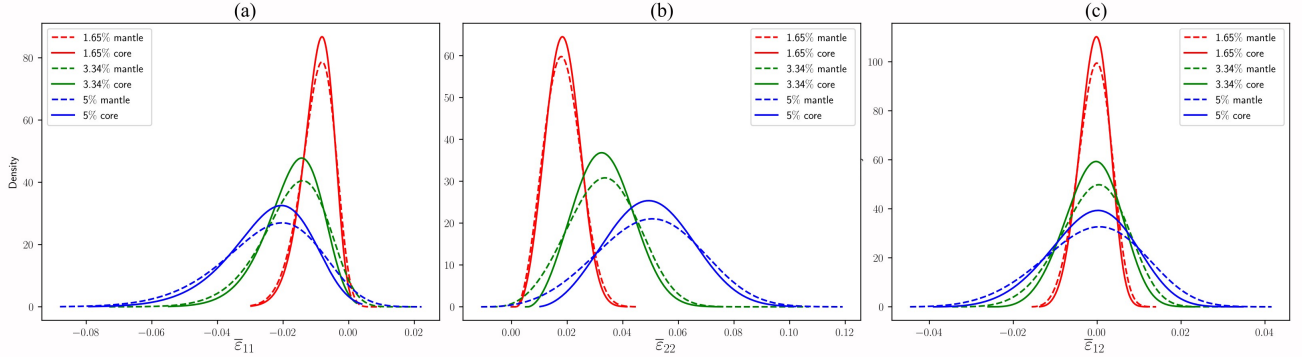 (a)
1.65% mantle
1.65% core
3.34% mantle
3.34% core
5% mantle
5% core
Density
80
60
40
20
0
−0.08 −0.06 −0.04 −0.02 0.00 0.02
ε̅₁₁
(b)
1.65% mantle
1.65% core
3.34% mantle
3.34% core
5% mantle
5% core
60
50
40
30
20
10
0
0.00 0.02 0.04 0.06 0.08 0.10 0.12
ε̅₂₂
(c)
1.65% mantle
1.65% core
3.34% mantle
3.34% core
5% mantle
5% core
100
80
60
40
20
0
−0.04 −0.02 0.00 0.02 0.04
ε̅₁₂